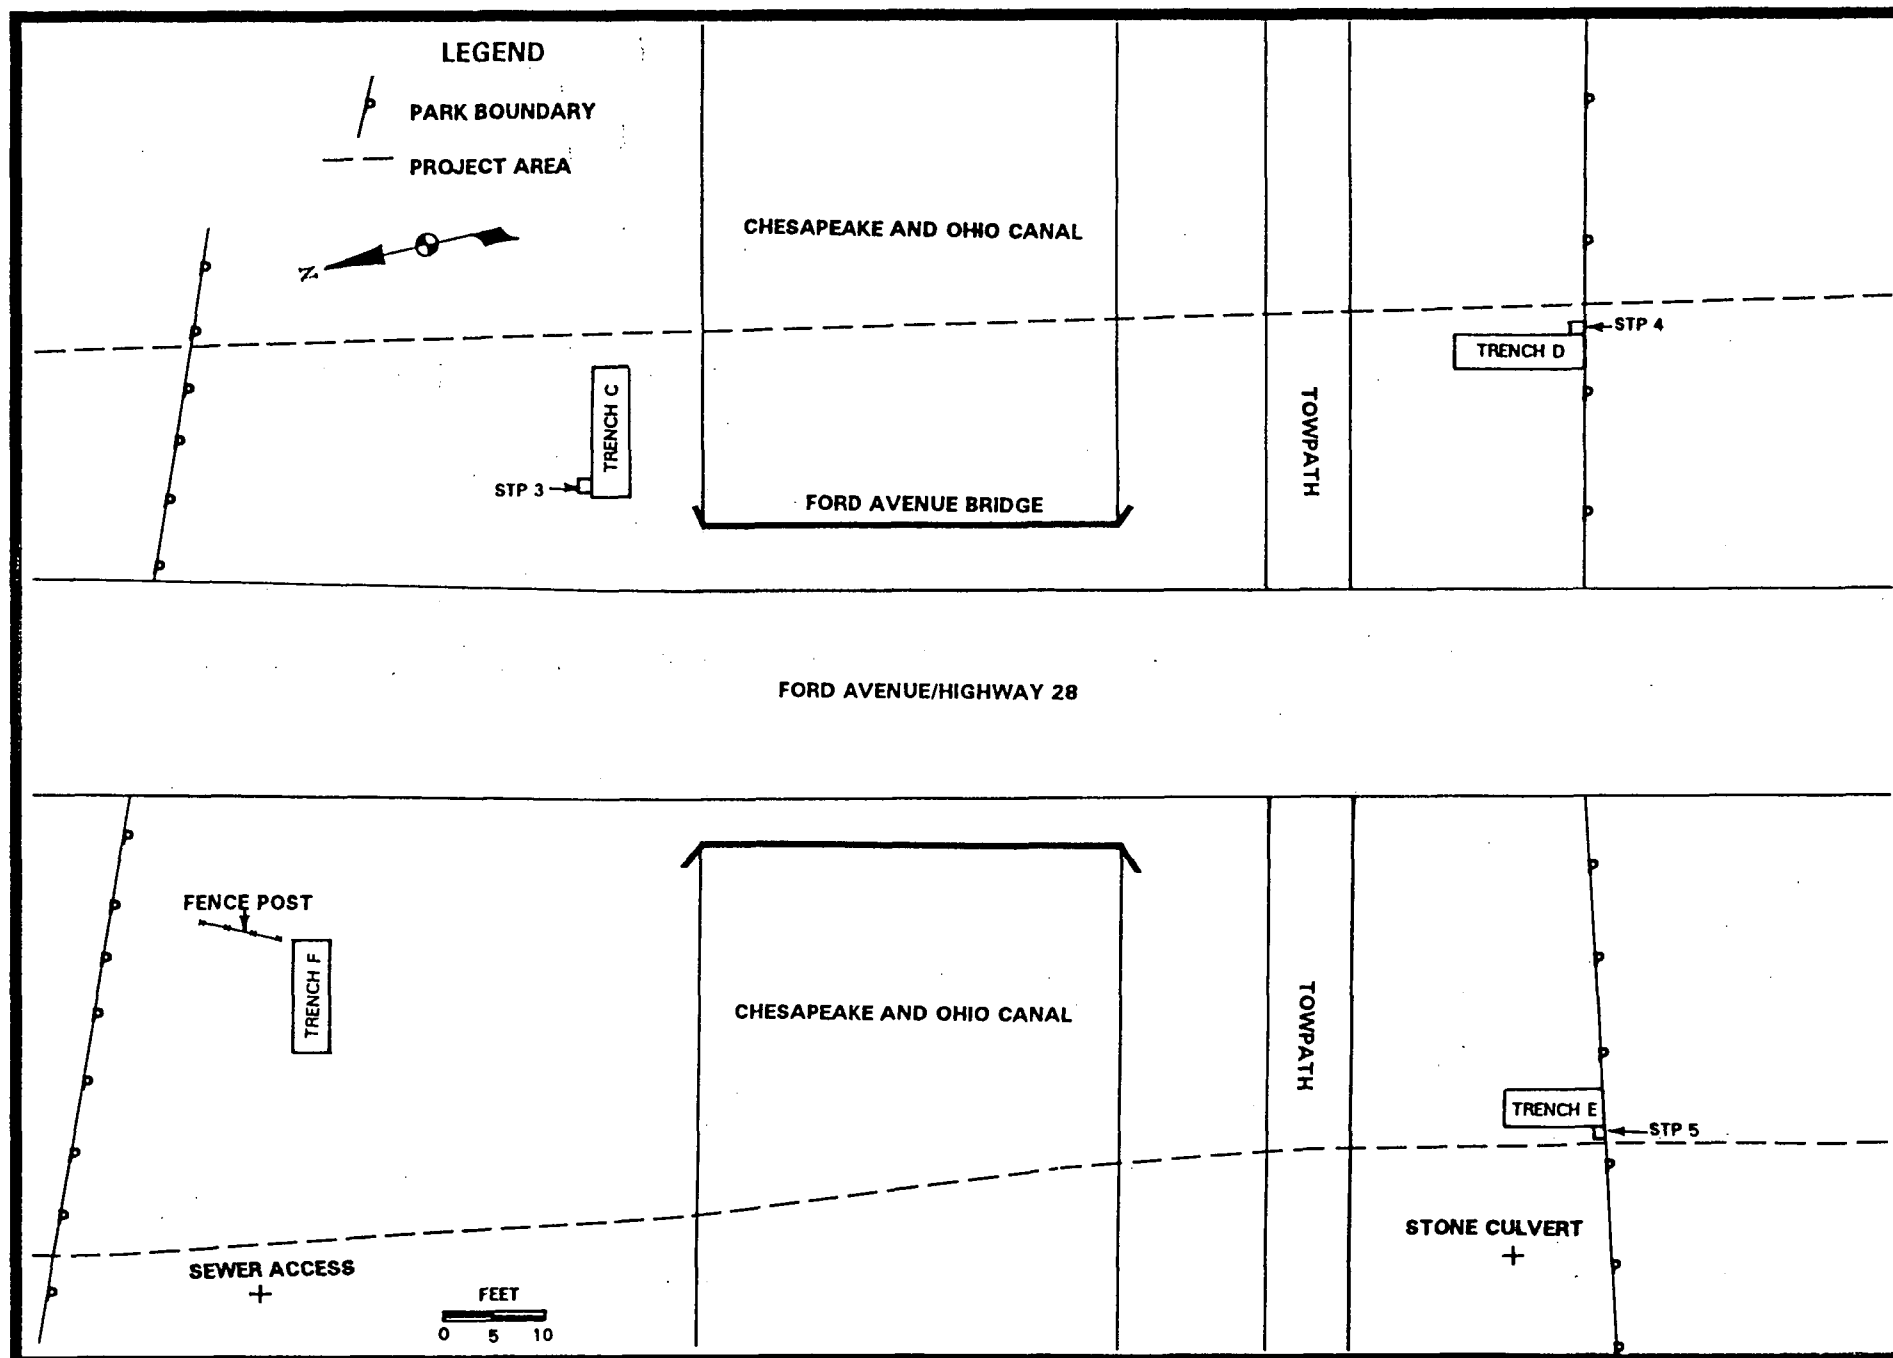 LEGEND
PARK BOUNDARY
PROJECT AREA
N
CHESAPEAKE AND OHIO CANAL
STP 4
TRENCH D
TRENCH C
TOWPATH
STP 3
FORD AVENUE BRIDGE
FORD AVENUE/HIGHWAY 28
FENCE POST
TRENCH F
CHESAPEAKE AND OHIO CANAL
TOWPATH
TRENCH E
STP 5
STONE CULVERT
SEWER ACCESS
FEET
0 5 10